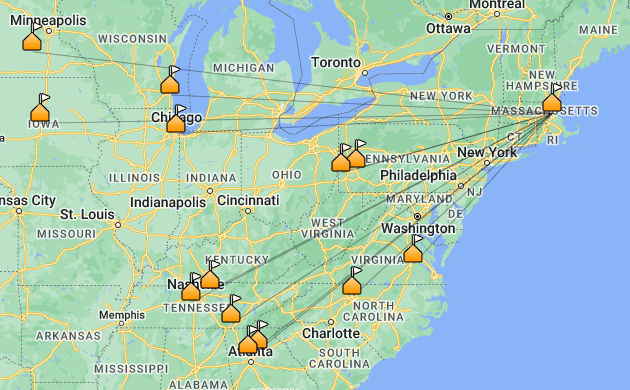 Montreal
Minneapolis
Ottawa
MAINE
WISCONSIN
VERMONT
Toronto
MICHIGAN
NEW
HAMPSHIRE
NEW YORK
MASSACHUSETTS
Chicago
IOWA
CT
RI
New York
ENNSYLVANIA
ILLINOIS
INDIANA
OHIO
Philadelphia
NJ
MARYLAND
nsas City
Indianapolis
Cincinnati
St. Louis
DE
WEST
VIRGINIA
Washington
MISSOURI
KENTUCKY
VIRGINIA
Nashville
TENNESSEE
NORTH
CAROLINA
Memphis
Charlotte
ARKANSAS
Atlanta
SOUTH
CAROLINA
MISSISSIPPI
ALABAMA